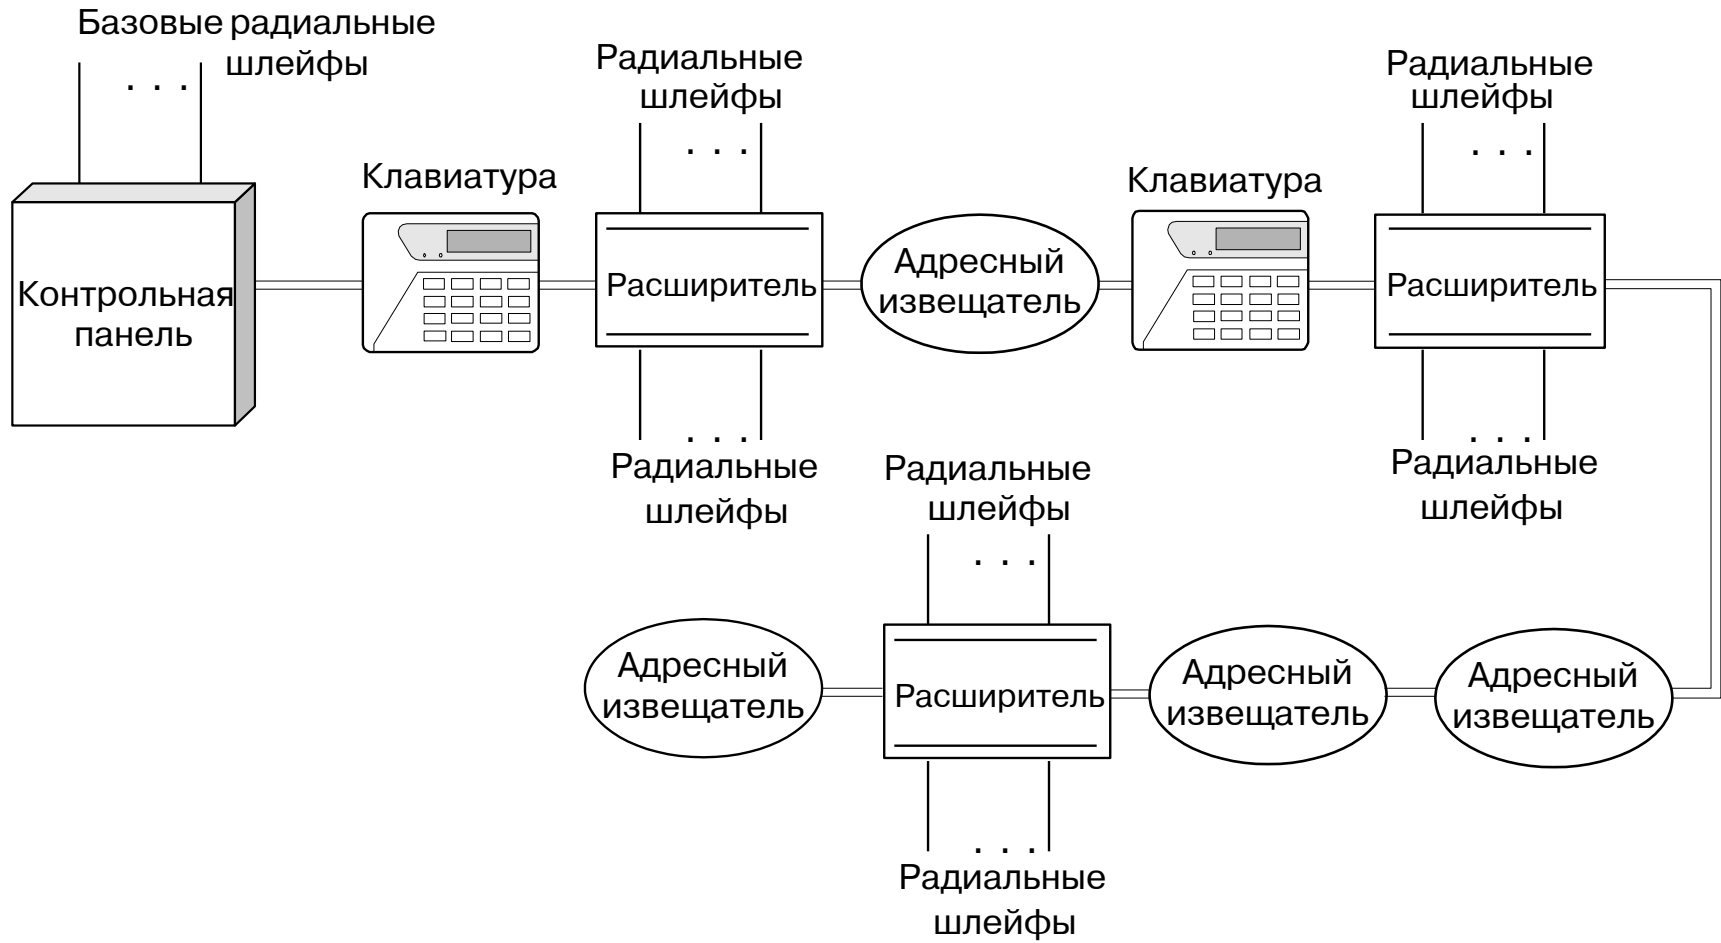 Базовые радиальные
шлейфы
Радиальные
шлейфы
Радиальные
шлейфы
Клавиатура
Клавиатура
Контрольная
панель
Расширитель
Адресный
извещатель
Расширитель
Радиальные
шлейфы
Радиальные
шлейфы
Радиальные
шлейфы
Адресный
извещатель
Расширитель
Адресный
извещатель
Адресный
извещатель
Радиальные
шлейфы